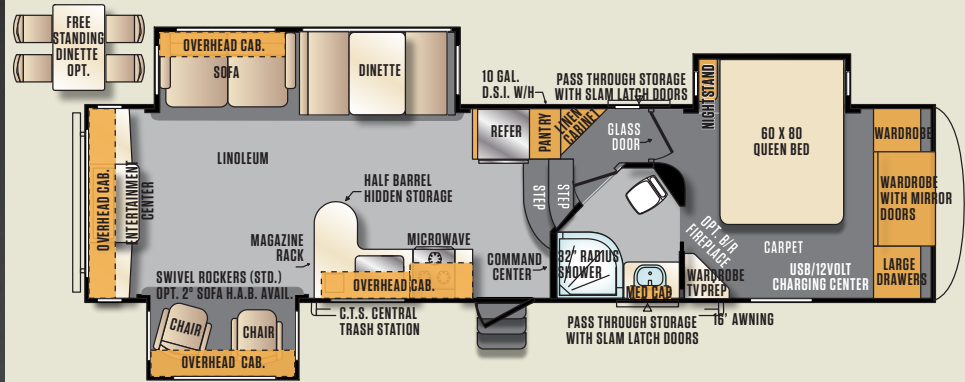 FREE
STANDING
DINETTE
OPT.
OVERHEAD CAB.
SOFA
DINETTE
10 GAL.
D.S.I. W/H
PASS THROUGH STORAGE
WITH SLAM LATCH DOORS
REFER
PANTRY
LINEN
CABINET
GLASS
DOOR
NIGHT STAND
60 X 80
QUEEN BED
WARDROBE
WARDROBE
WITH MIRROR
DOORS
LARGE
DRAWERS
OVERHEAD CAB.
ENTERTAINMENT
CENTER
LINOLEUM
HALF BARREL
HIDDEN STORAGE
STEP
STEP
MAGAZINE
RACK
MICROWAVE
OVERHEAD CAB.
COMMAND
CENTER
32" RADIUS
SHOWER
MED CAB
OPT. B/R
FIREPLACE
CARPET
WARDROBE
TV PREP
USB/12VOLT
CHARGING CENTER
SWIVEL ROCKERS (STD.)
OPT. 2" SOFA H.A.B. AVAIL.
CHAIR
CHAIR
OVERHEAD CAB.
C.T.S. CENTRAL
TRASH STATION
PASS THROUGH STORAGE
WITH SLAM LATCH DOORS
16' AWNING